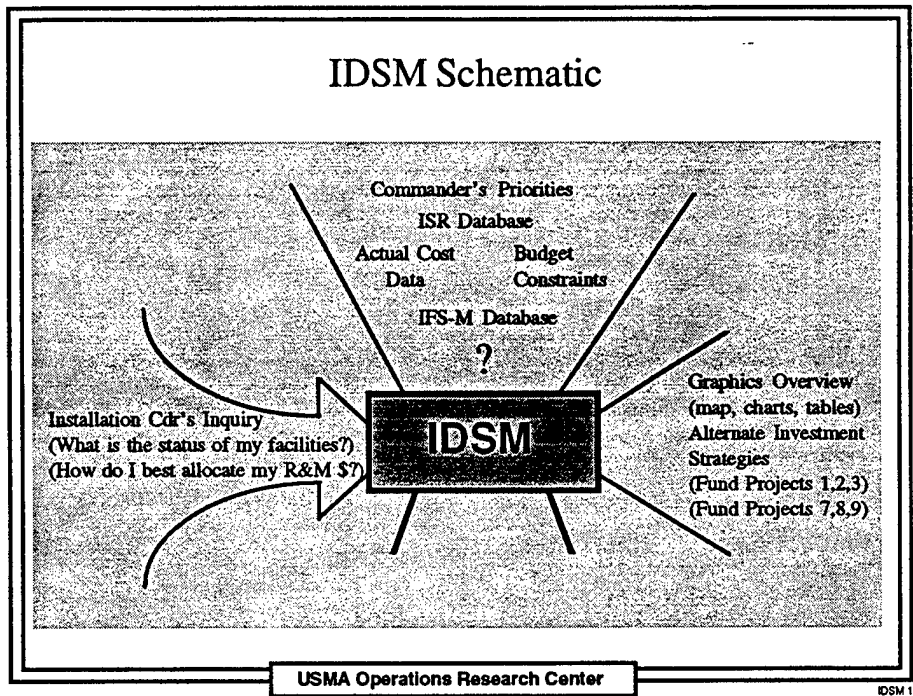 IDSM Schematic
Commander's Priorities
ISR Database
Actual Cost Data
Budget Constraints
IFS-M Database
?
Installation Cdr's Inquiry
(What is the status of my facilities?)
(How do I best allocate my R&M $?)
IDSM
Graphics Overview
(map, charts, tables)
Alternate Investment
Strategies
(Fund Projects 1,2,3)
(Fund Projects 7,8,9)
USMA Operations Research Center
IDSM 1